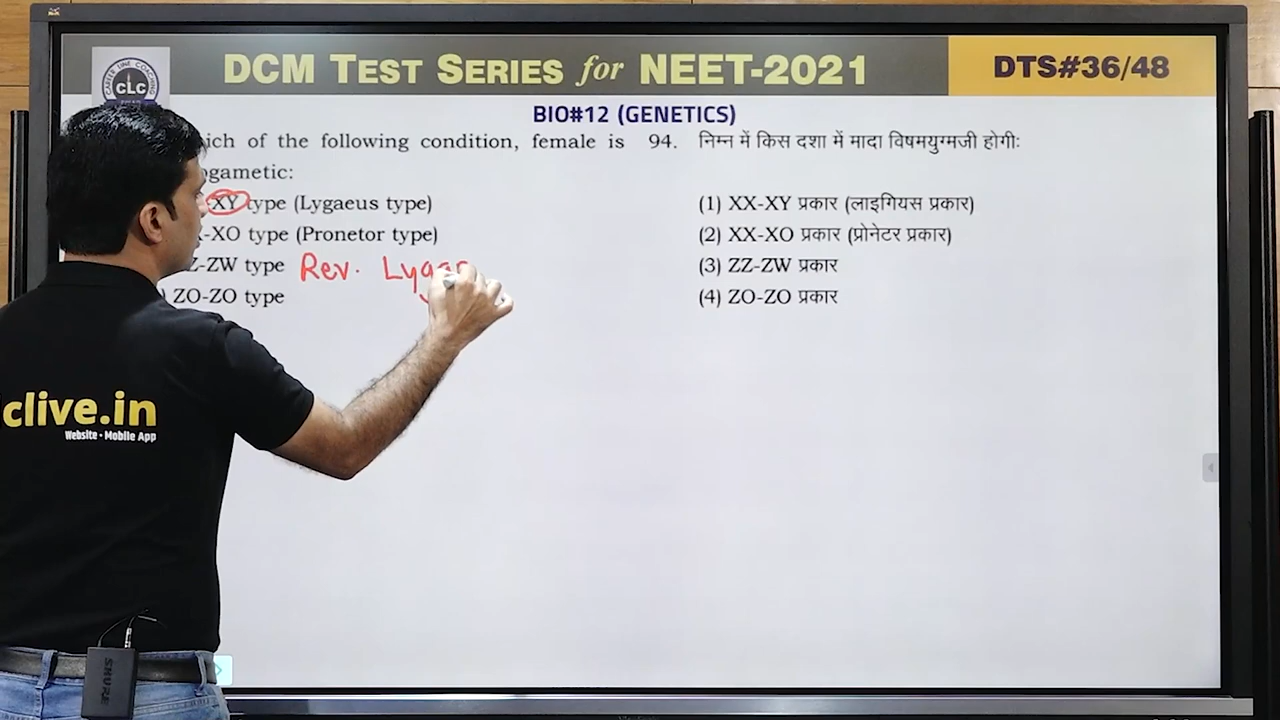 DCM TEST SERIES for NEET-2021
DTS#36/48
CLC
BIO#12 (GENETICS)
of the following condition, female is
XY type (Lygaeus type)
-XO type (Pronetor type)
-ZW type Rev. Lyga
) ZO-ZO type
94. निम्न में किस दशा में मादा विषमयुग्मजी होगीः
(1) XX-XY प्रकार (लाइगियस प्रकार)
(2) XX-XO प्रकार (प्रोनेटर प्रकार)
(3) ZZ-ZW प्रकार
(4) ZO-ZO प्रकार
clive.in
Website • Mobile App
SHURE